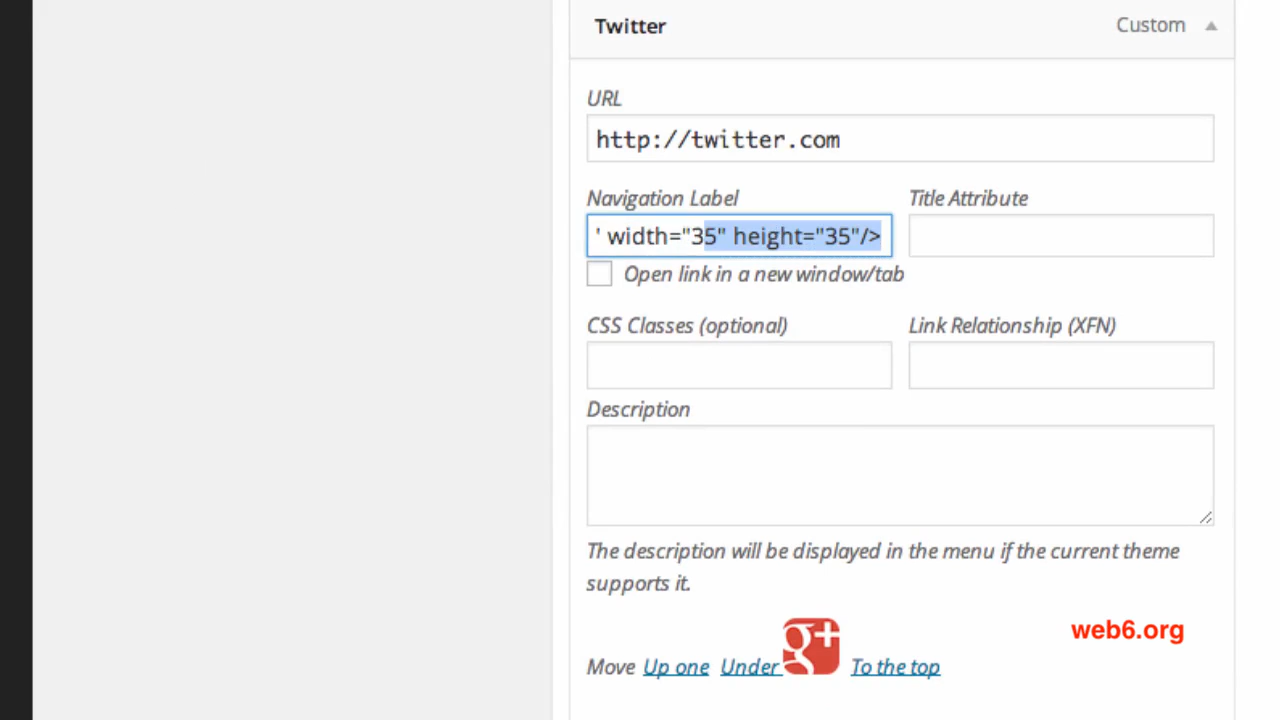 Twitter Custom
URL
http://twitter.com
Navigation Label Title Attribute
' width="35" height="35"/>
Open link in a new window/tab
CSS Classes (optional) Link Relationship (XFN)
Description
The description will be displayed in the menu if the current theme
supports it.
web6.org
g+
Move Up one Under To the top